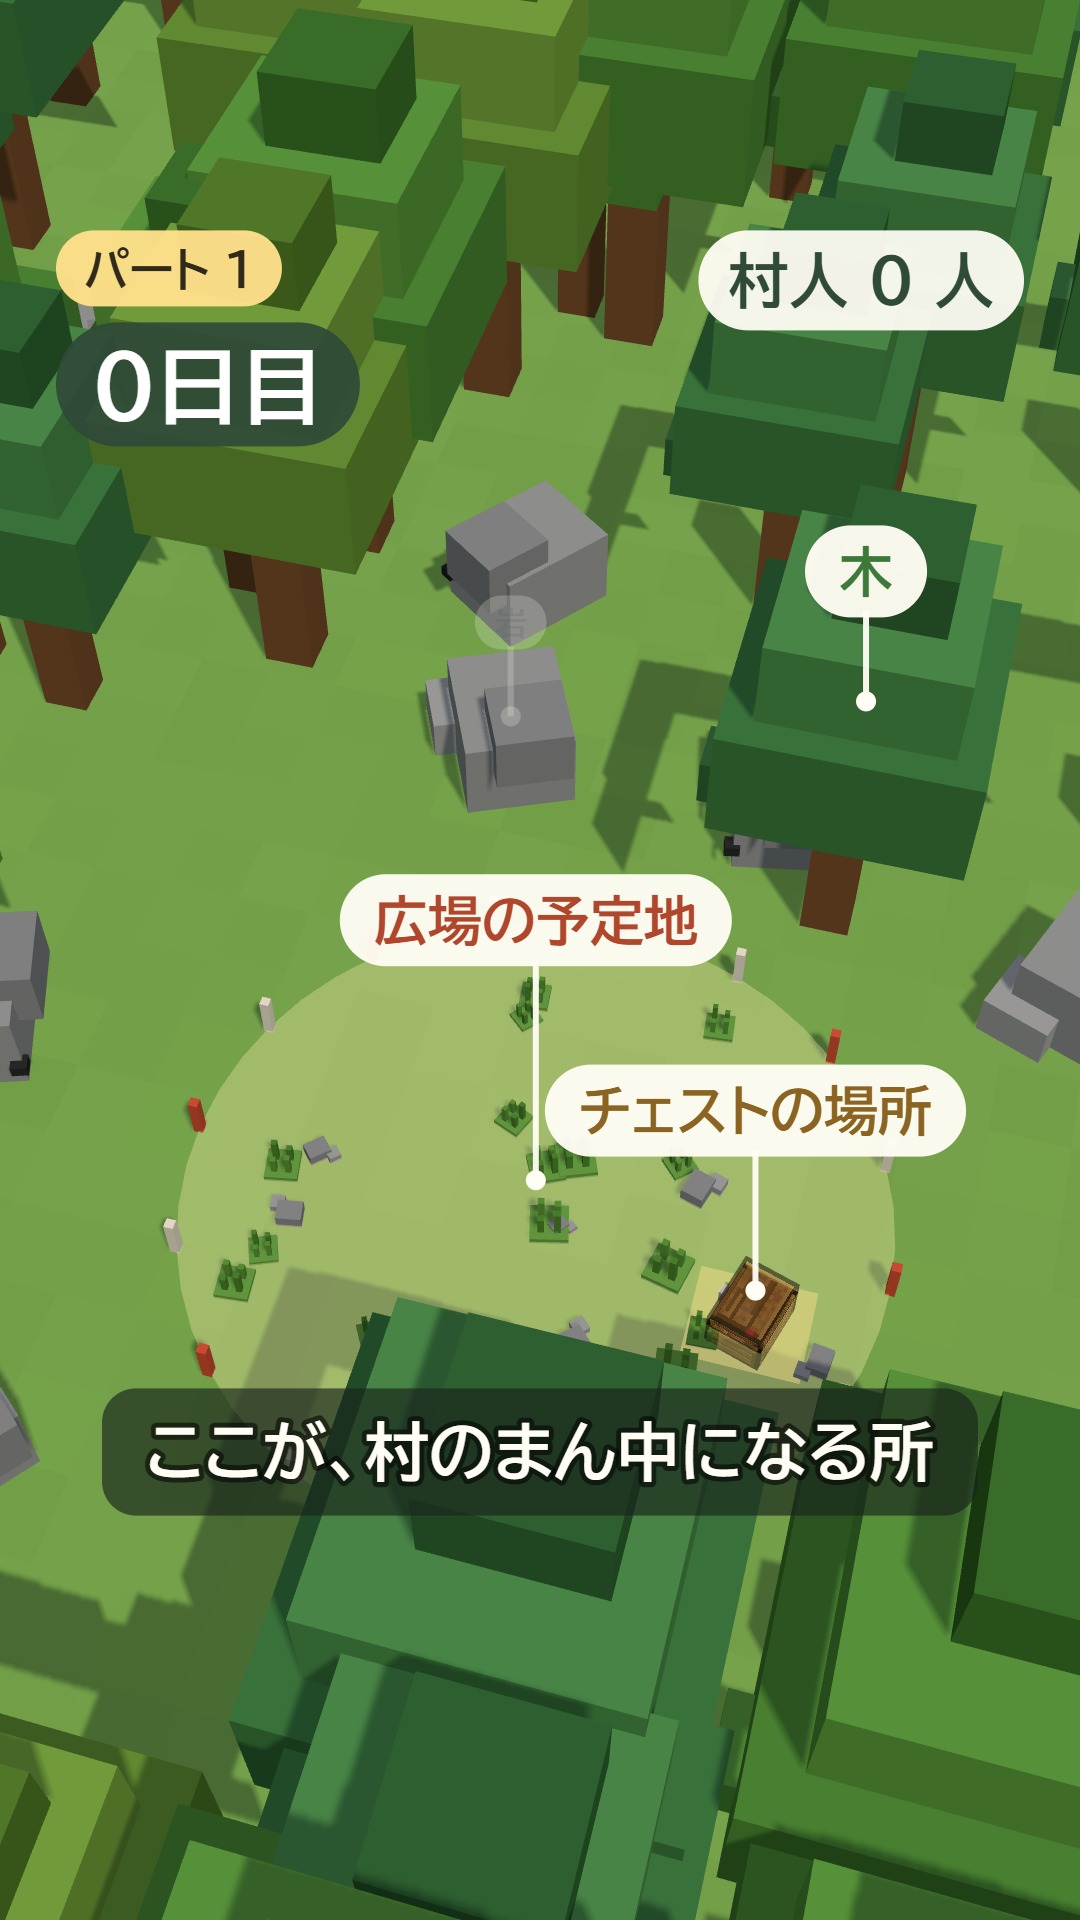 パート 1
0日目
村人 0 人
木
岩
広場の予定地
チェストの場所
ここが、村のまん中になる所